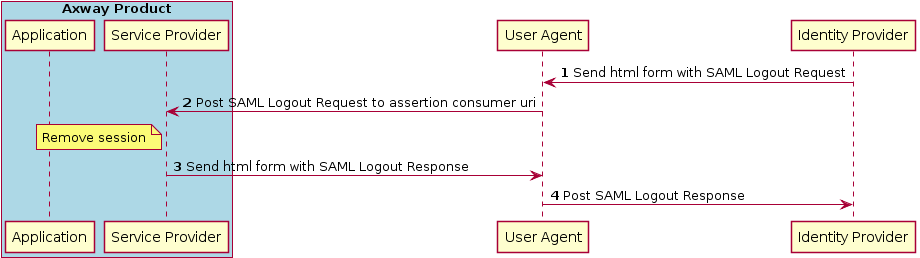 Axway Product
Application
Service Provider
User Agent
Identity Provider
1 Send html form with SAML Logout Request
2 Post SAML Logout Request to assertion consumer uri
Remove session
3 Send html form with SAML Logout Response
4 Post SAML Logout Response
Application
Service Provider
User Agent
Identity Provider